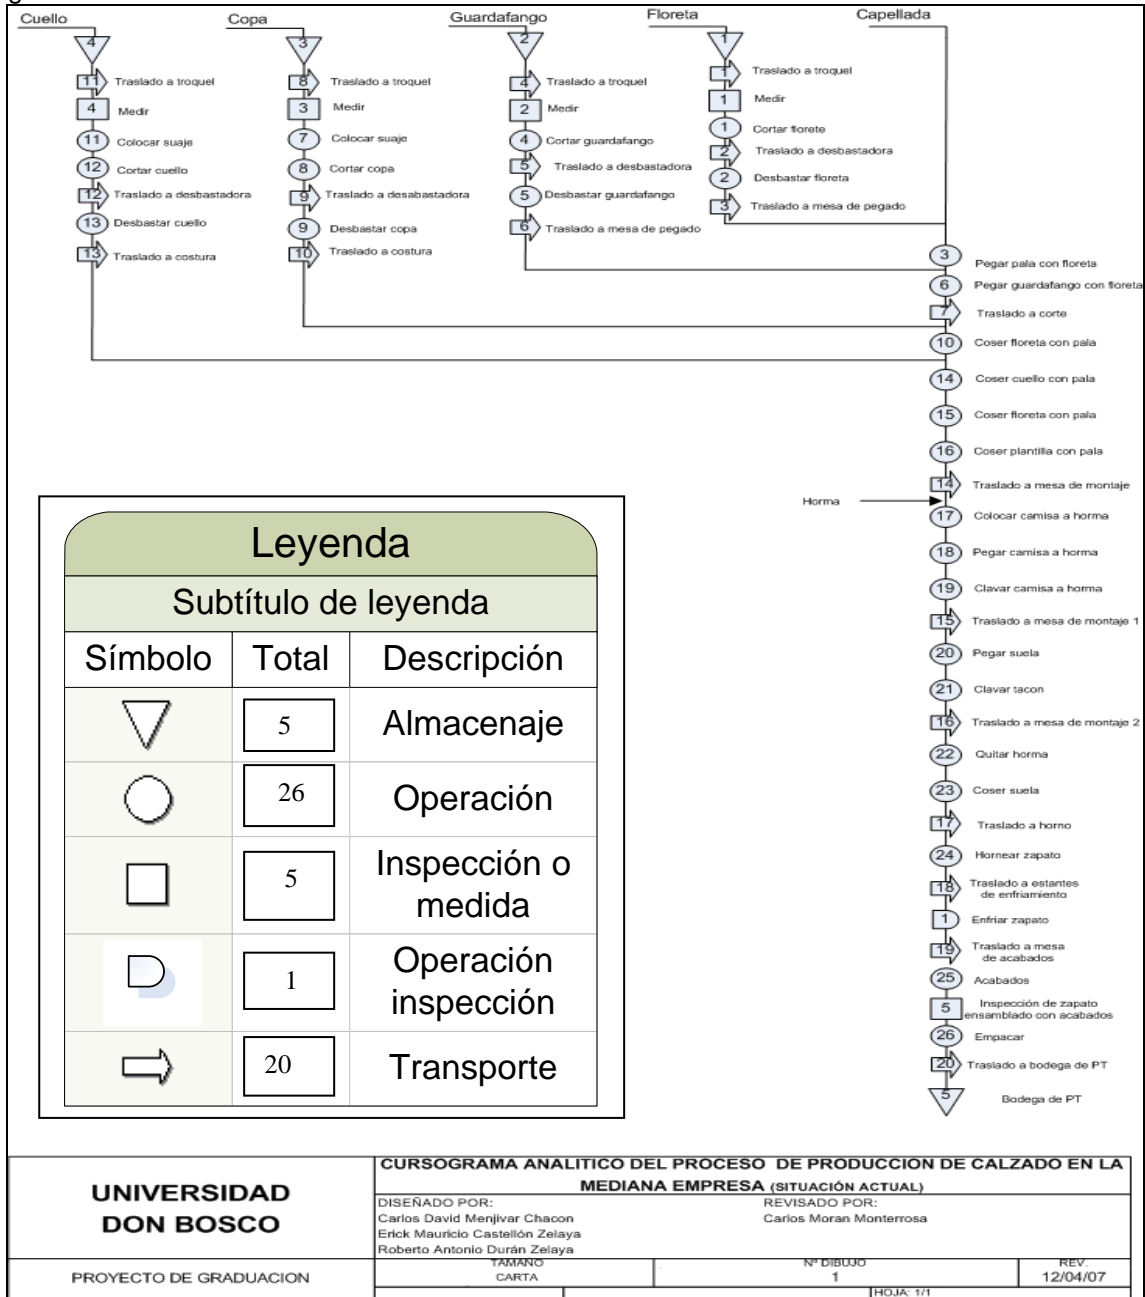 Cuello
Copa
Guardafango
Floreta
Capellada
4
11 Traslado a troquel
4 Medir
11 Colocar suaje
12 Cortar cuello
12 Traslado a desbastadora
13 Desbastar cuello
13 Traslado a costura
3
8 Traslado a troquel
3 Medir
7 Colocar suaje
8 Cortar copa
9 Traslado a desabastadora
9 Desbastar copa
10 Traslado a costura
2
4 Traslado a troquel
2 Medir
4 Cortar guardafango
5 Traslado a desbastadora
5 Desbastar guardafango
6 Traslado a mesa de pegado
1
1 Traslado a troquel
1 Medir
1 Cortar florete
2 Traslado a desbastadora
2 Desbastar floreta
3 Traslado a mesa de pegado
3 Pegar pala con floreta
6 Pegar guardafango con floreta
7 Traslado a corte
10 Coser floreta con pala
14 Coser cuello con pala
15 Coser floreta con pala
16 Coser plantilla con pala
14 Traslado a mesa de montaje
Horma
17 Colocar camisa a horma
18 Pegar camisa a horma
19 Clavar camisa a horma
15 Traslado a mesa de montaje 1
20 Pegar suela
21 Clavar tacon
16 Traslado a mesa de montaje 2
22 Quitar horma
23 Coser suela
17 Traslado a horno
24 Hornear zapato
18 Traslado a estantes
de enfriamiento
1 Enfriar zapato
19 Traslado a mesa
de acabados
25 Acabados
5 Inspección de zapato
ensamblado con acabados
26 Empacar
20 Traslado a bodega de PT
5 Bodega de PT
Leyenda
Subtítulo de leyenda
Símbolo Total Descripción
5 Almacenaje
26 Operación
5 Inspección o
medida
1 Operación
inspección
20 Transporte
UNIVERSIDAD
DON BOSCO
PROYECTO DE GRADUACION
CURSOGRAMA ANALITICO DEL PROCESO DE PRODUCCION DE CALZADO EN LA
MEDIANA EMPRESA (SITUACIÓN ACTUAL)
DISEÑADO POR:
Carlos David Menjivar Chacon
Erick Mauricio Castellón Zelaya
Roberto Antonio Durán Zelaya
REVISADO POR:
Carlos Moran Monterrosa
TAMAÑO
CARTA
Nº DIBUJO
1
REV.
12/04/07
HOJA: 1/1